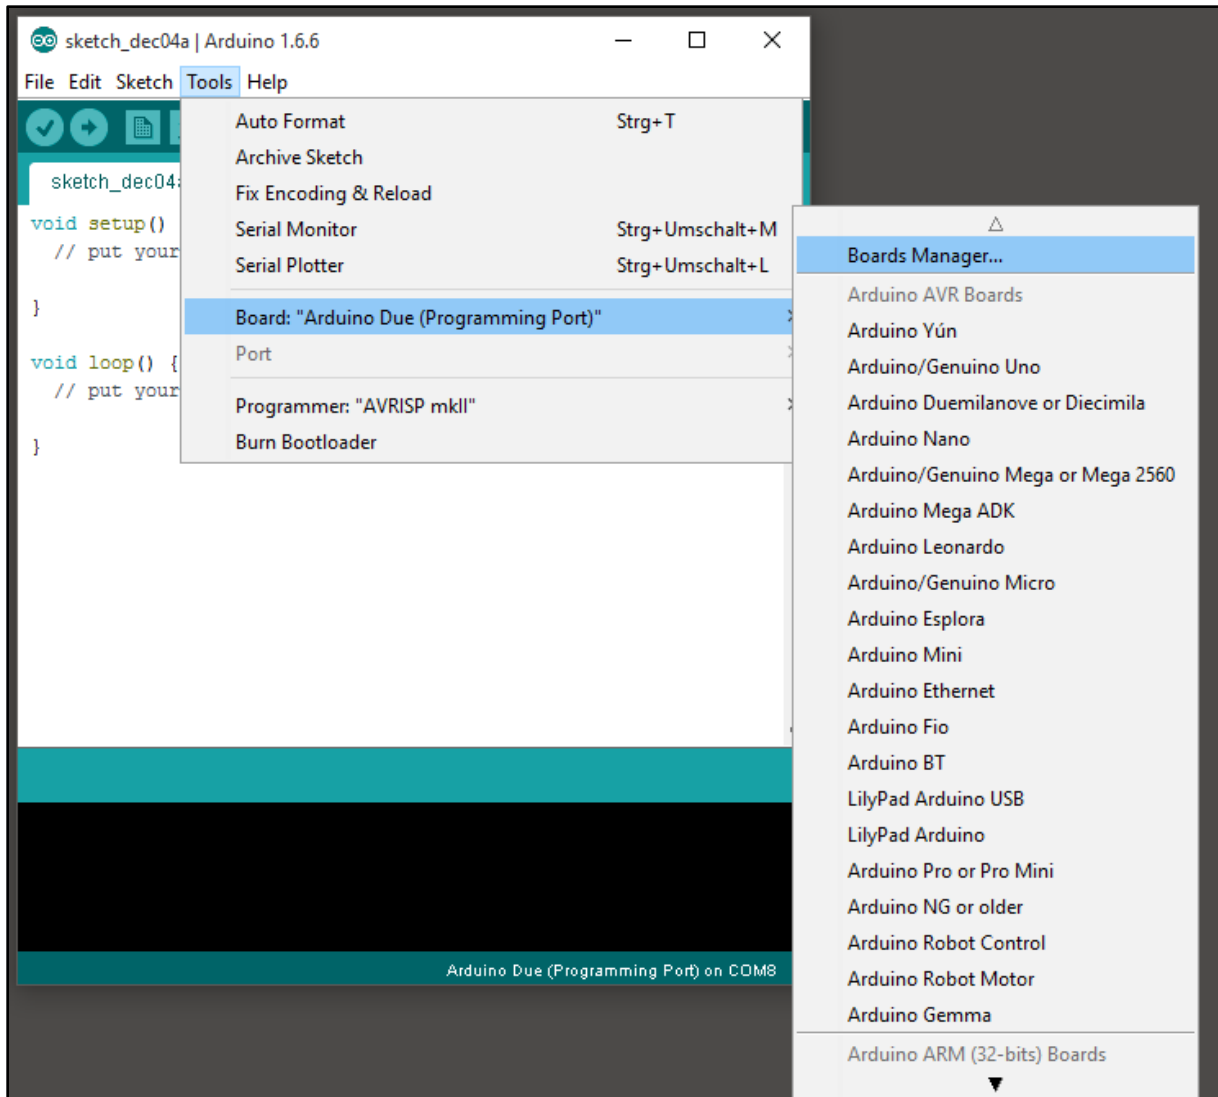 sketch_dec04a | Arduino 1.6.6
File Edit Sketch Tools Help
Auto Format Strg+T
Archive Sketch
Fix Encoding & Reload
Serial Monitor Strg+Umschalt+M
Serial Plotter Strg+Umschalt+L
Board: "Arduino Due (Programming Port)"
Port
Programmer: "AVRISP mkII"
Burn Bootloader
sketch_dec04a
void setup()
// put your
}
void loop() {
// put your
}
Boards Manager...
Arduino AVR Boards
Arduino Yún
Arduino/Genuino Uno
Arduino Duemilanove or Diecimila
Arduino Nano
Arduino/Genuino Mega or Mega 2560
Arduino Mega ADK
Arduino Leonardo
Arduino/Genuino Micro
Arduino Esplora
Arduino Mini
Arduino Ethernet
Arduino Fio
Arduino BT
LilyPad Arduino USB
LilyPad Arduino
Arduino Pro or Pro Mini
Arduino NG or older
Arduino Robot Control
Arduino Robot Motor
Arduino Gemma
Arduino ARM (32-bits) Boards
Arduino Due (Programming Port) on COM8